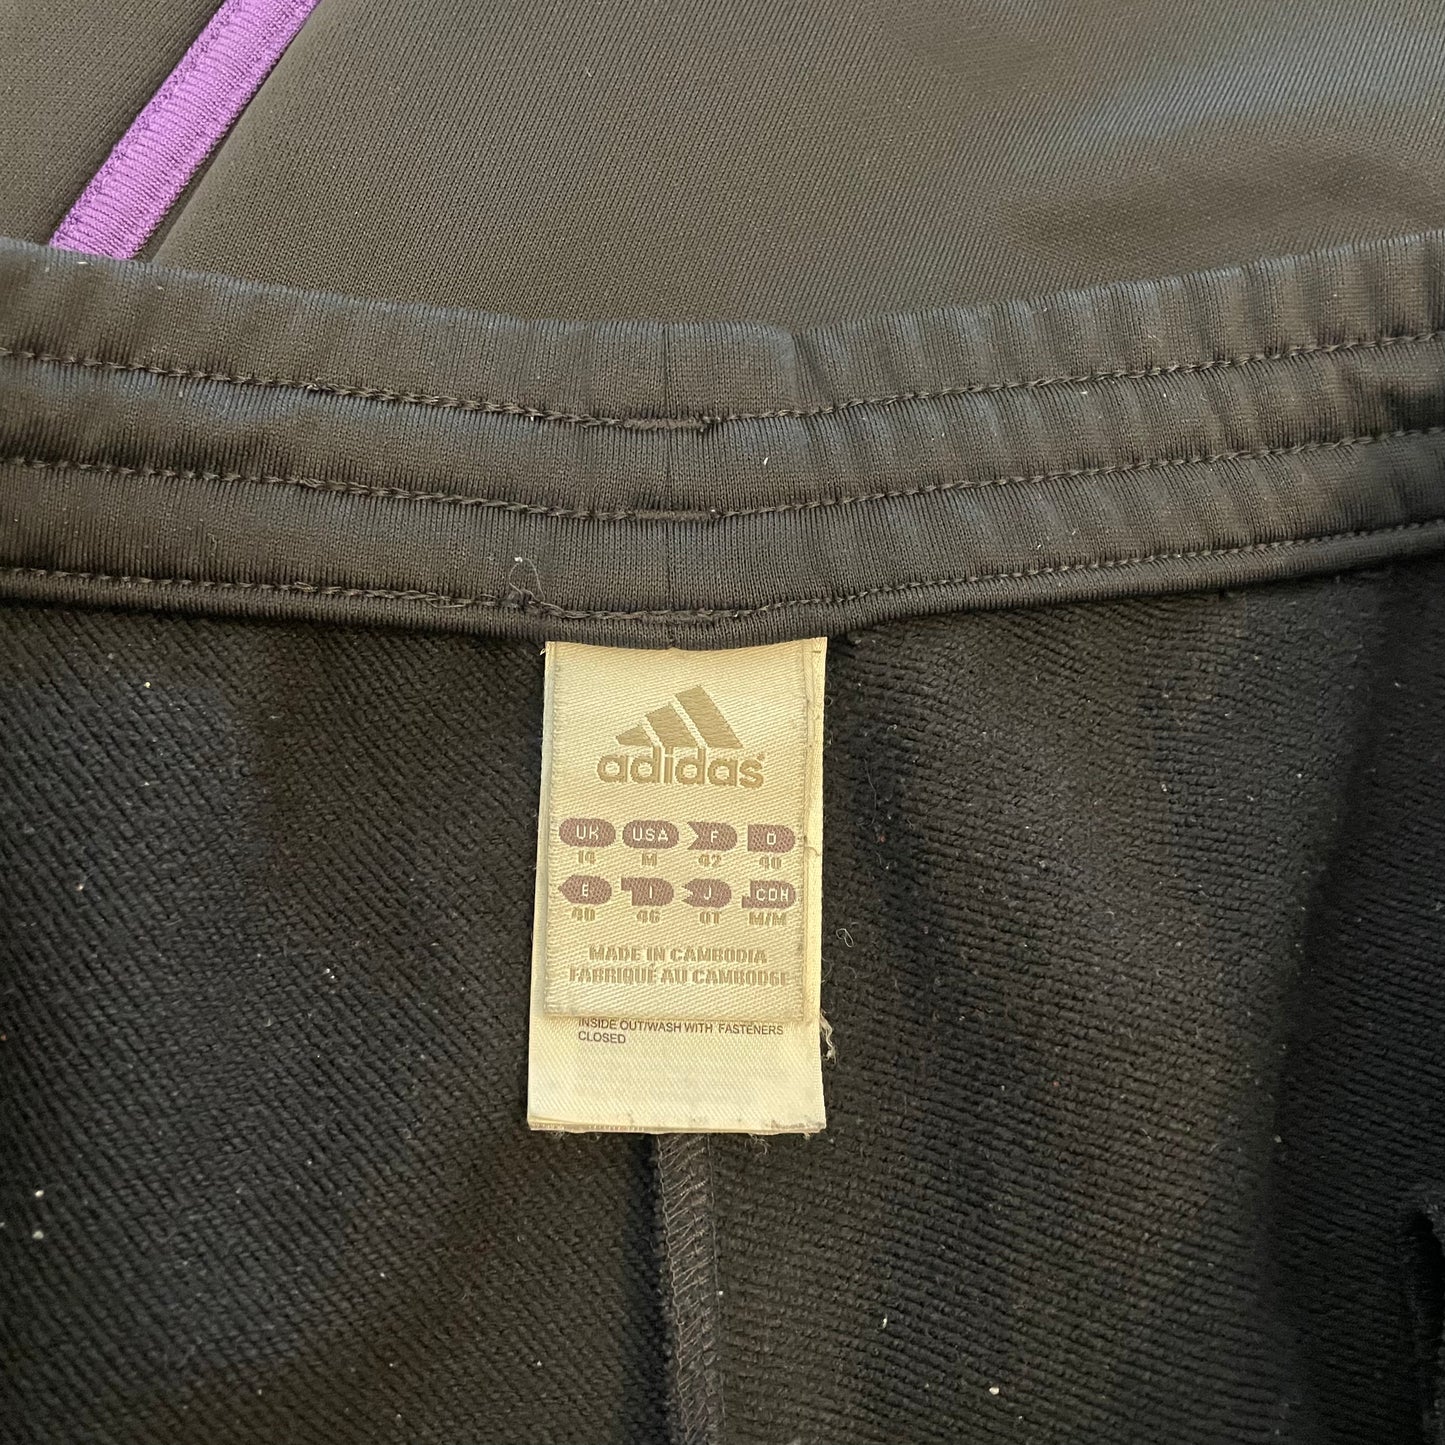 adidas®
UK USA F D
14 M 42 40
E I J CDN
40 46 OT M/M
MADE IN CAMBODIA
FABRIQUÉ AU CAMBODGE
INSIDE OUT/WASH WITH FASTENERS
CLOSED